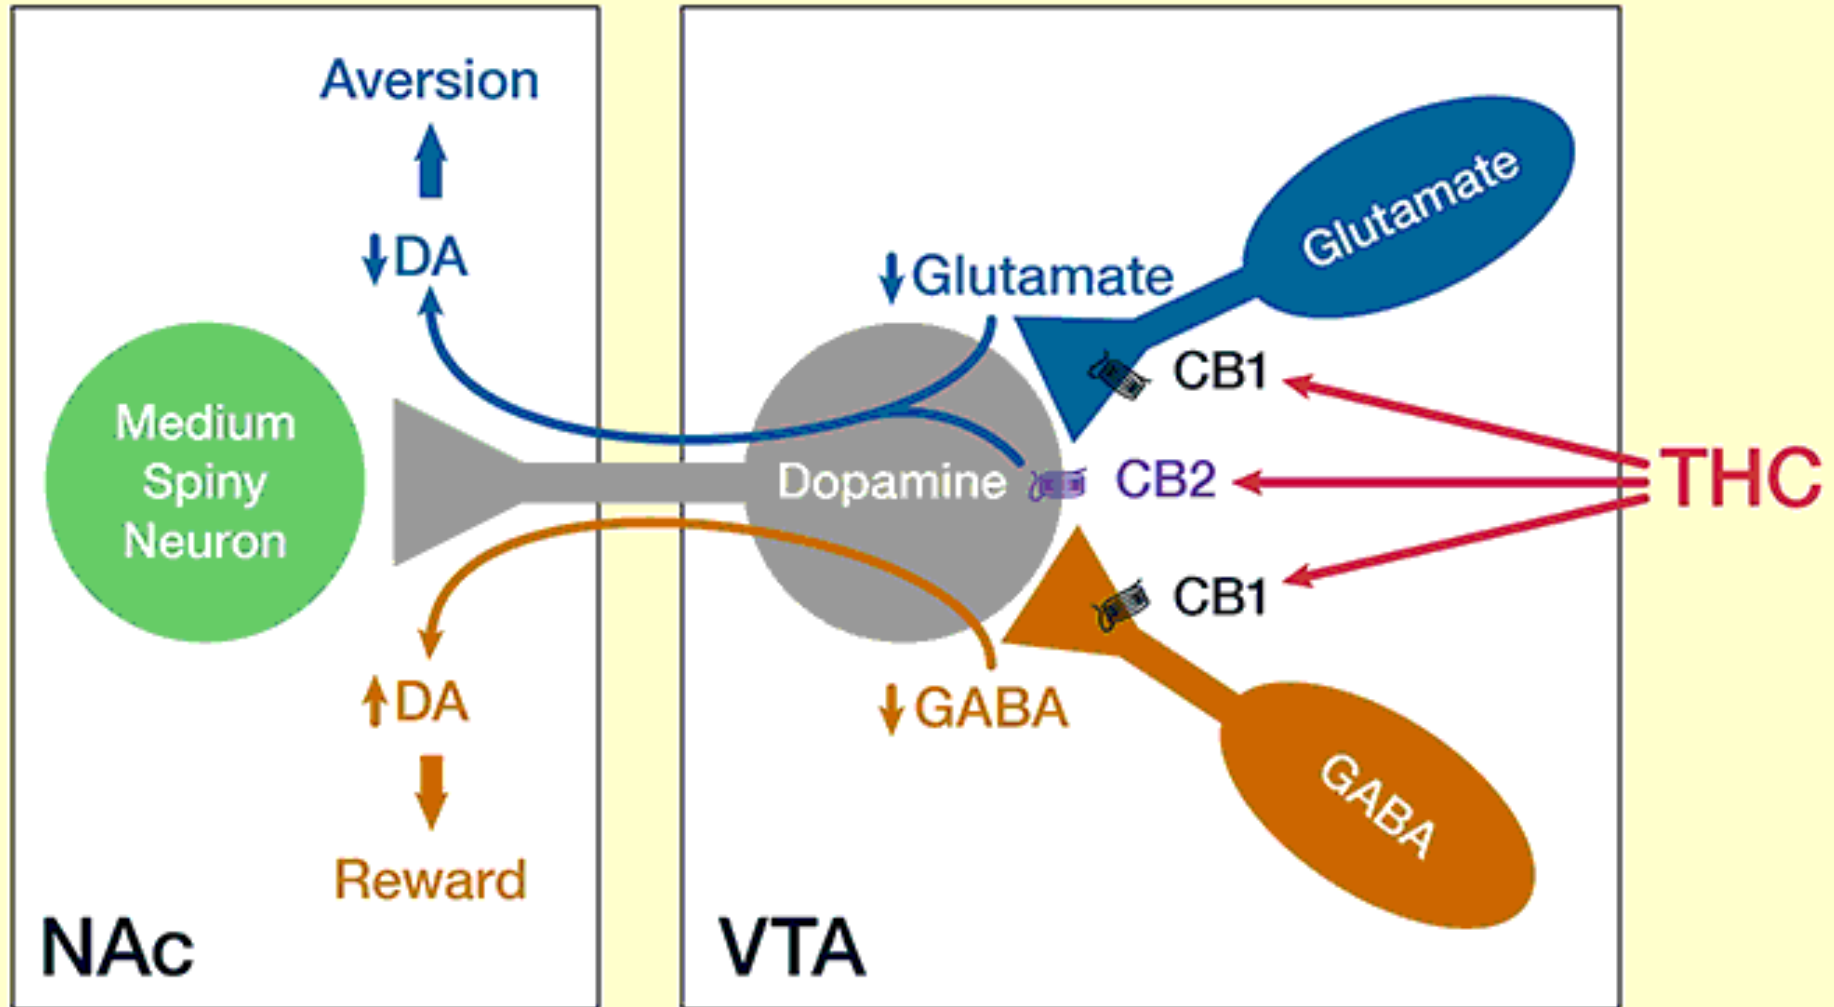 Aversion
↓DA
Medium
Spiny
Neuron
↑DA
Reward
NAc
Glutamate
↓Glutamate
CB1
Dopamine
CB2
THC
CB1
↓GABA
GABA
VTA